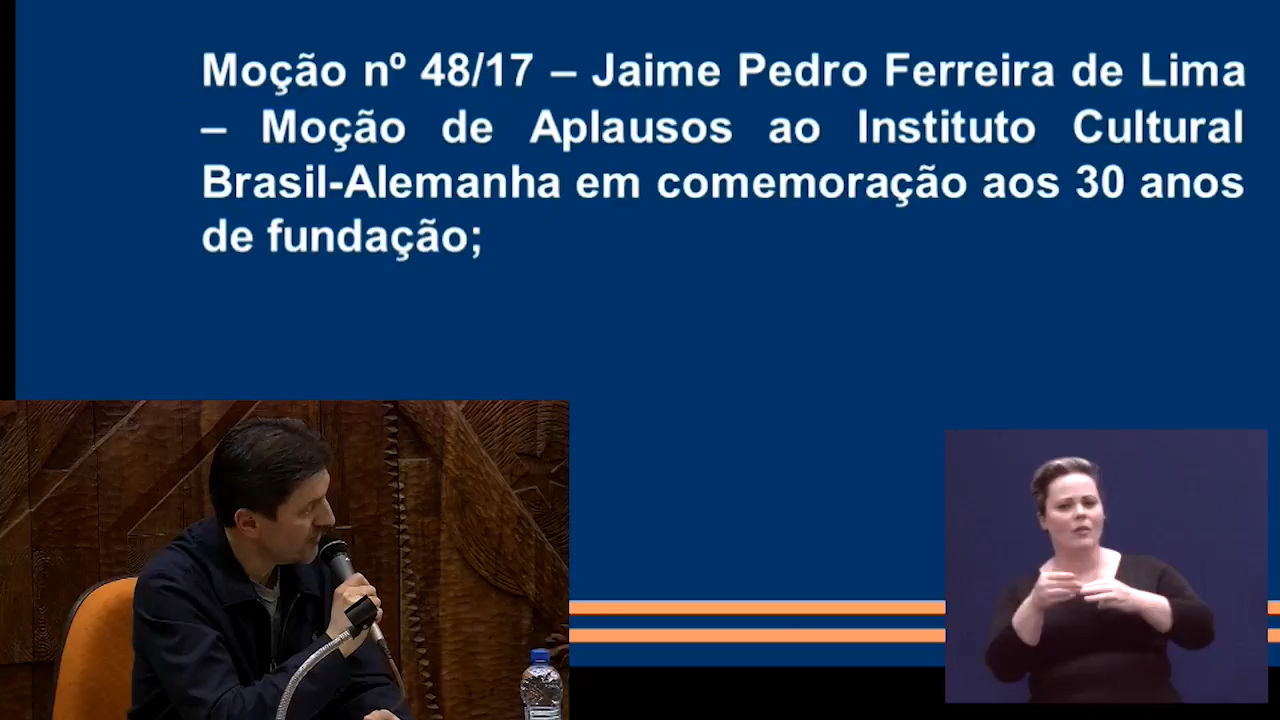 Moção nº 48/17 – Jaime Pedro Ferreira de Lima
– Moção de Aplausos ao Instituto Cultural
Brasil-Alemanha em comemoração aos 30 anos
de fundação;